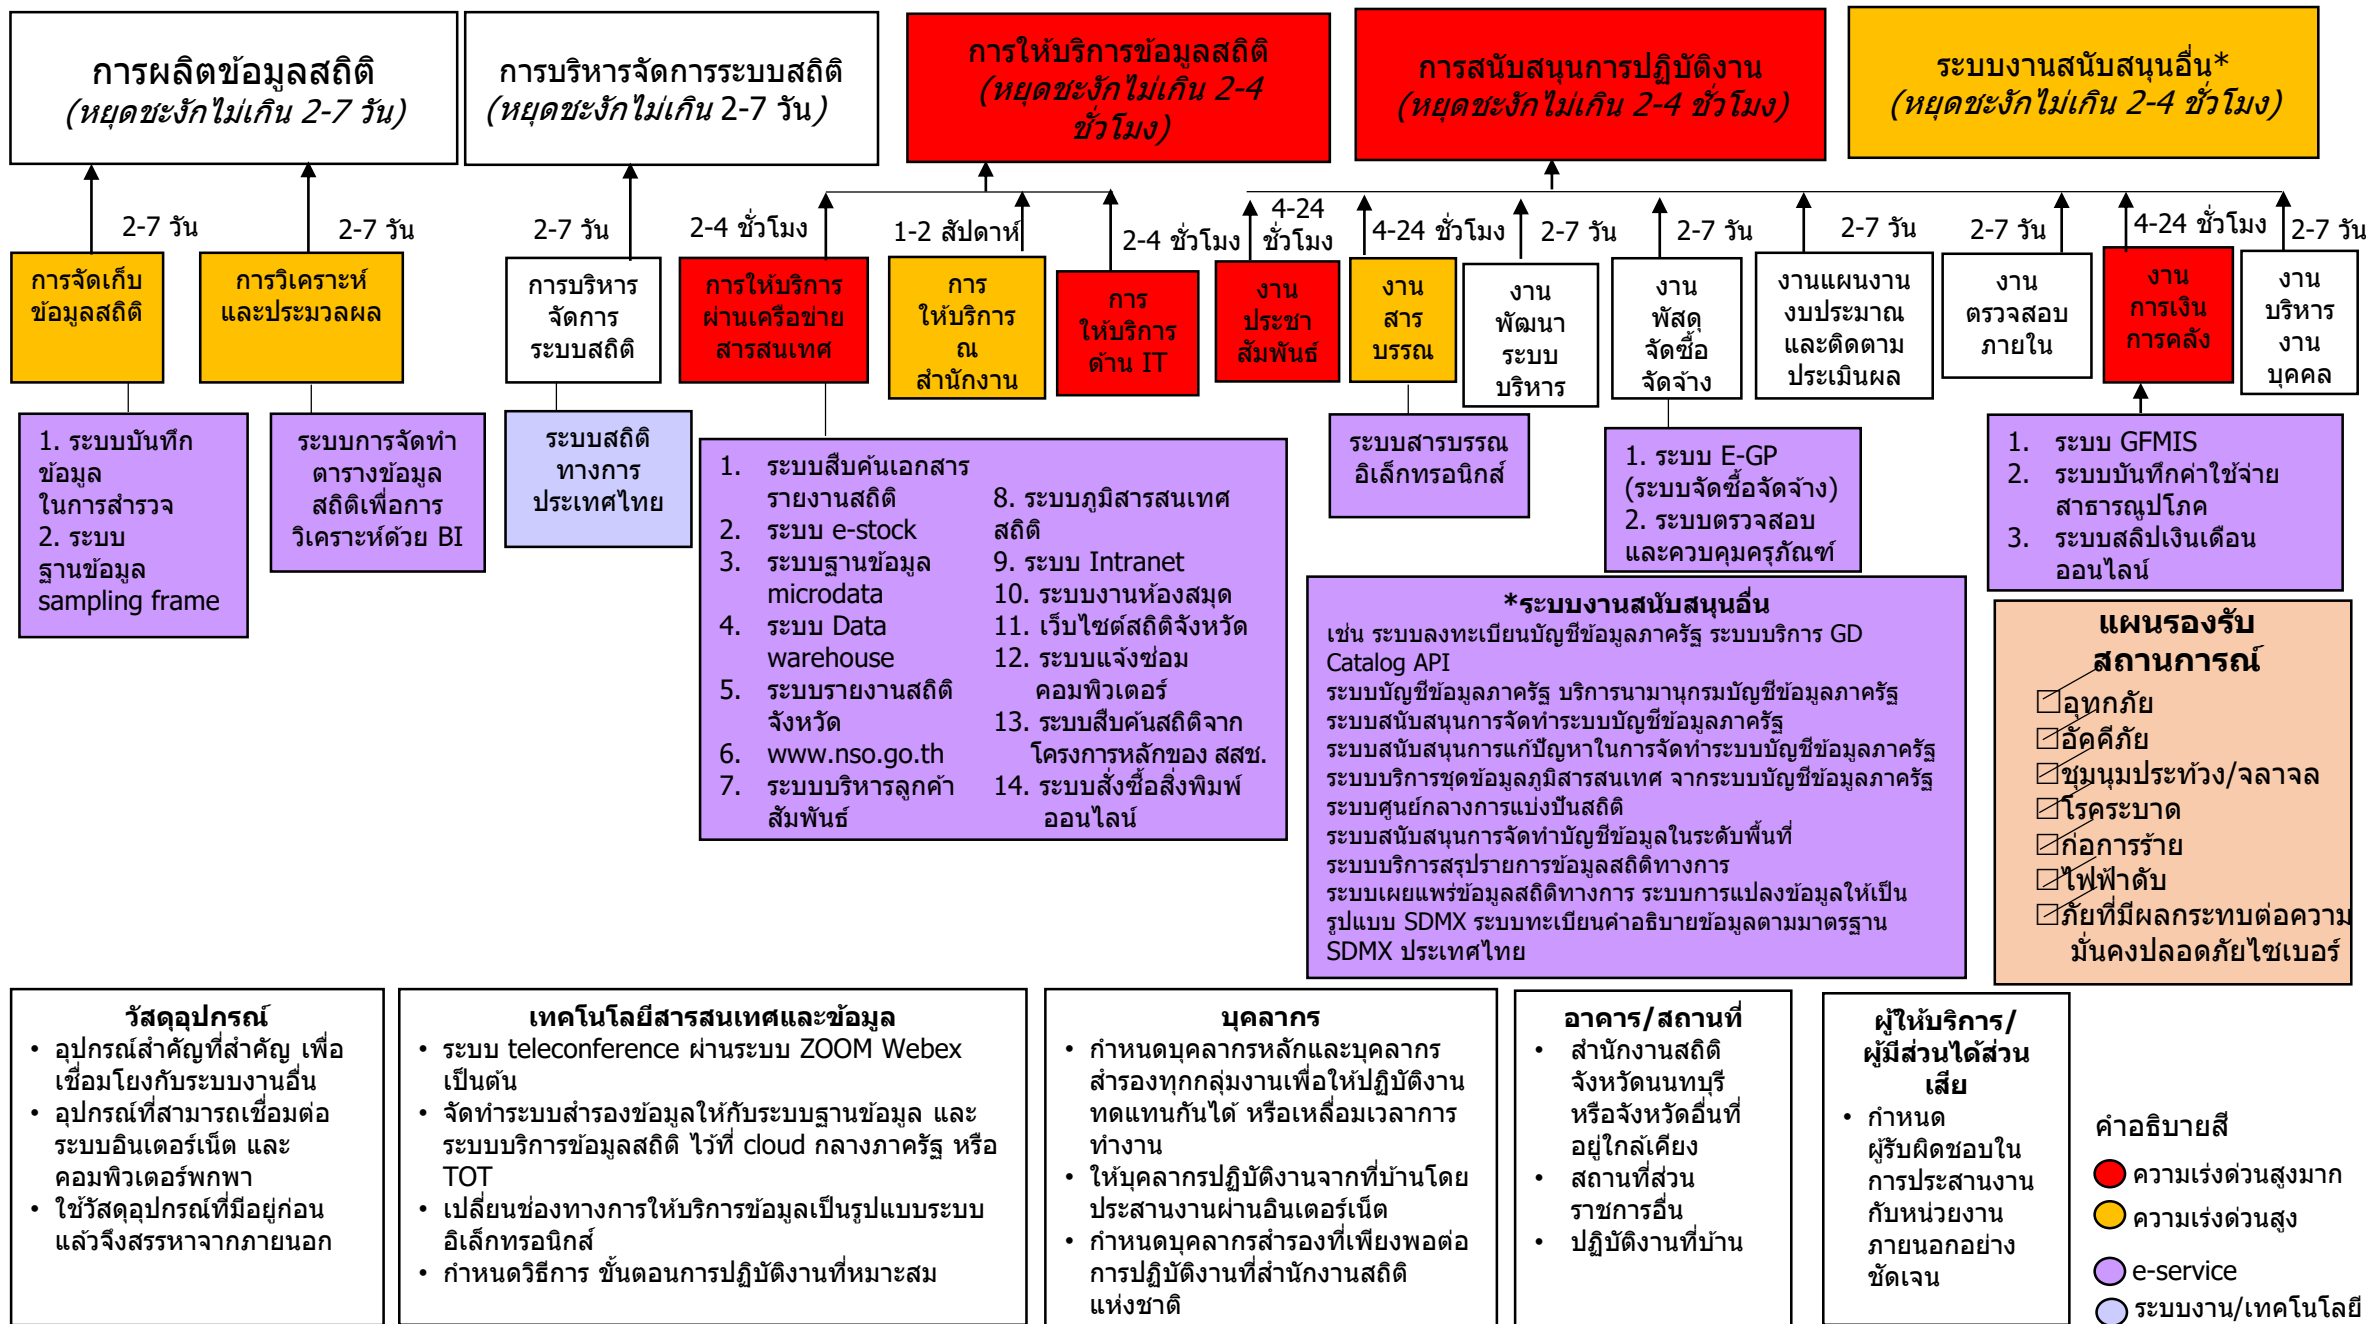 การผลิตข้อมูลสถิติ
(หยุดชะงักไม่เกิน 2-7 วัน)
การบริหารจัดการระบบสถิติ
(หยุดชะงักไม่เกิน 2-7 วัน)
การให้บริการข้อมูลสถิติ
(หยุดชะงักไม่เกิน 2-4
ชั่วโมง)
การสนับสนุนการปฏิบัติงาน
(หยุดชะงักไม่เกิน 2-4 ชั่วโมง)
ระบบงานสนับสนุนอื่น*
(หยุดชะงักไม่เกิน 2-4 ชั่วโมง)
2-7 วัน
2-7 วัน
2-7 วัน
2-4 ชั่วโมง
1-2 สัปดาห์
2-4 ชั่วโมง
4-24
ชั่วโมง
4-24 ชั่วโมง
2-7 วัน
2-7 วัน
2-7 วัน
2-7 วัน
4-24 ชั่วโมง
2-7 วัน
การจัดเก็บ
ข้อมูลสถิติ
การวิเคราะห์
และประมวลผล
การบริหาร
จัดการ
ระบบสถิติ
การให้บริการ
ผ่านเครือข่าย
สารสนเทศ
การ
ให้บริการ
ณ
สำนักงาน
การ
ให้บริการ
ด้าน IT
งาน
ประชา
สัมพันธ์
งาน
สาร
บรรณ
งาน
พัฒนา
ระบบ
บริหาร
งาน
พัสดุ
จัดซื้อ
จัดจ้าง
งานแผนงาน
งบประมาณ
และติดตาม
ประเมินผล
งาน
ตรวจสอบ
ภายใน
งาน
การเงิน
การคลัง
งาน
บริหาร
งาน
บุคคล
1. ระบบบันทึก
ข้อมูล
ในการสำรวจ
2. ระบบ
ฐานข้อมูล
sampling frame
ระบบการจัดทำ
ตารางข้อมูล
สถิติเพื่อการ
วิเคราะห์ด้วย BI
ระบบสถิติ
ทางการ
ประเทศไทย
1. ระบบสืบค้นเอกสาร
รายงานสถิติ
2. ระบบ e-stock
3. ระบบฐานข้อมูล
microdata
4. ระบบ Data
warehouse
5. ระบบรายงานสถิติ
จังหวัด
6. www.nso.go.th
7. ระบบบริหารลูกค้า
สัมพันธ์
8. ระบบภูมิสารสนเทศ
สถิติ
9. ระบบ Intranet
10. ระบบงานห้องสมุด
11. เว็บไซต์สถิติจังหวัด
12. ระบบแจ้งซ่อม
คอมพิวเตอร์
13. ระบบสืบค้นสถิติจาก
โครงการหลักของ สสช.
14. ระบบสั่งซื้อสิ่งพิมพ์
ออนไลน์
ระบบสารบรรณ
อิเล็กทรอนิกส์
1. ระบบ E-GP
(ระบบจัดซื้อจัดจ้าง)
2. ระบบตรวจสอบ
และควบคุมครุภัณฑ์
1. ระบบ GFMIS
2. ระบบบันทึกค่าใช้จ่าย
สาธารณูปโภค
3. ระบบสลิปเงินเดือน
ออนไลน์
*ระบบงานสนับสนุนอื่น
เช่น ระบบลงทะเบียนบัญชีข้อมูลภาครัฐ ระบบบริการ GD
Catalog API
ระบบบัญชีข้อมูลภาครัฐ บริการนามานุกรมบัญชีข้อมูลภาครัฐ
ระบบสนับสนุนการจัดทำระบบบัญชีข้อมูลภาครัฐ
ระบบสนับสนุนการแก้ปัญหาในการจัดทำระบบบัญชีข้อมูลภาครัฐ
ระบบบริการชุดข้อมูลภูมิสารสนเทศ จากระบบบัญชีข้อมูลภาครัฐ
ระบบศูนย์กลางการแบ่งปันสถิติ
ระบบสนับสนุนการจัดทำบัญชีข้อมูลในระดับพื้นที่
ระบบบริการสรุปรายการข้อมูลสถิติทางการ
ระบบเผยแพร่ข้อมูลสถิติทางการ ระบบการแปลงข้อมูลให้เป็น
รูปแบบ SDMX ระบบทะเบียนคำอธิบายข้อมูลตามมาตรฐาน
SDMX ประเทศไทย
แผนรองรับ
สถานการณ์
อุทกภัย
อัคคีภัย
ชุมนุมประท้วง/จลาจล
โรคระบาด
ก่อการร้าย
ไฟฟ้าดับ
ภัยที่มีผลกระทบต่อความ
มั่นคงปลอดภัยไซเบอร์
วัสดุอุปกรณ์
• อุปกรณ์สำคัญที่สำคัญ เพื่อ
เชื่อมโยงกับระบบงานอื่น
• อุปกรณ์ที่สามารถเชื่อมต่อ
ระบบอินเตอร์เน็ต และ
คอมพิวเตอร์พกพา
• ใช้วัสดุอุปกรณ์ที่มีอยู่ก่อน
แล้วจึงสรรหาจากภายนอก
เทคโนโลยีสารสนเทศและข้อมูล
• ระบบ teleconference ผ่านระบบ ZOOM Webex
เป็นต้น
• จัดทำระบบสำรองข้อมูลให้กับระบบฐานข้อมูล และ
ระบบบริการข้อมูลสถิติ ไว้ที่ cloud กลางภาครัฐ หรือ
TOT
• เปลี่ยนช่องทางการให้บริการข้อมูลเป็นรูปแบบระบบ
อิเล็กทรอนิกส์
• กำหนดวิธีการ ขั้นตอนการปฏิบัติงานที่หมาะสม
บุคลากร
• กำหนดบุคลากรหลักและบุคลากร
สำรองทุกกลุ่มงานเพื่อให้ปฏิบัติงาน
ทดแทนกันได้ หรือเหลื่อมเวลาการ
ทำงาน
• ให้บุคลากรปฏิบัติงานจากที่บ้านโดย
ประสานงานผ่านอินเตอร์เน็ต
• กำหนดบุคลากรสำรองที่เพียงพอต่อ
การปฏิบัติงานที่สำนักงานสถิติ
แห่งชาติ
อาคาร/สถานที่
• สำนักงานสถิติ
จังหวัดนนทบุรี
หรือจังหวัดอื่นที่
อยู่ใกล้เคียง
• สถานที่ส่วน
ราชการอื่น
• ปฏิบัติงานที่บ้าน
ผู้ให้บริการ/
ผู้มีส่วนได้ส่วน
เสีย
• กำหนด
ผู้รับผิดชอบใน
การประสานงาน
กับหน่วยงาน
ภายนอกอย่าง
ชัดเจน
คำอธิบายสี
ความเร่งด่วนสูงมาก
ความเร่งด่วนสูง
e-service
ระบบงาน/เทคโนโลยี